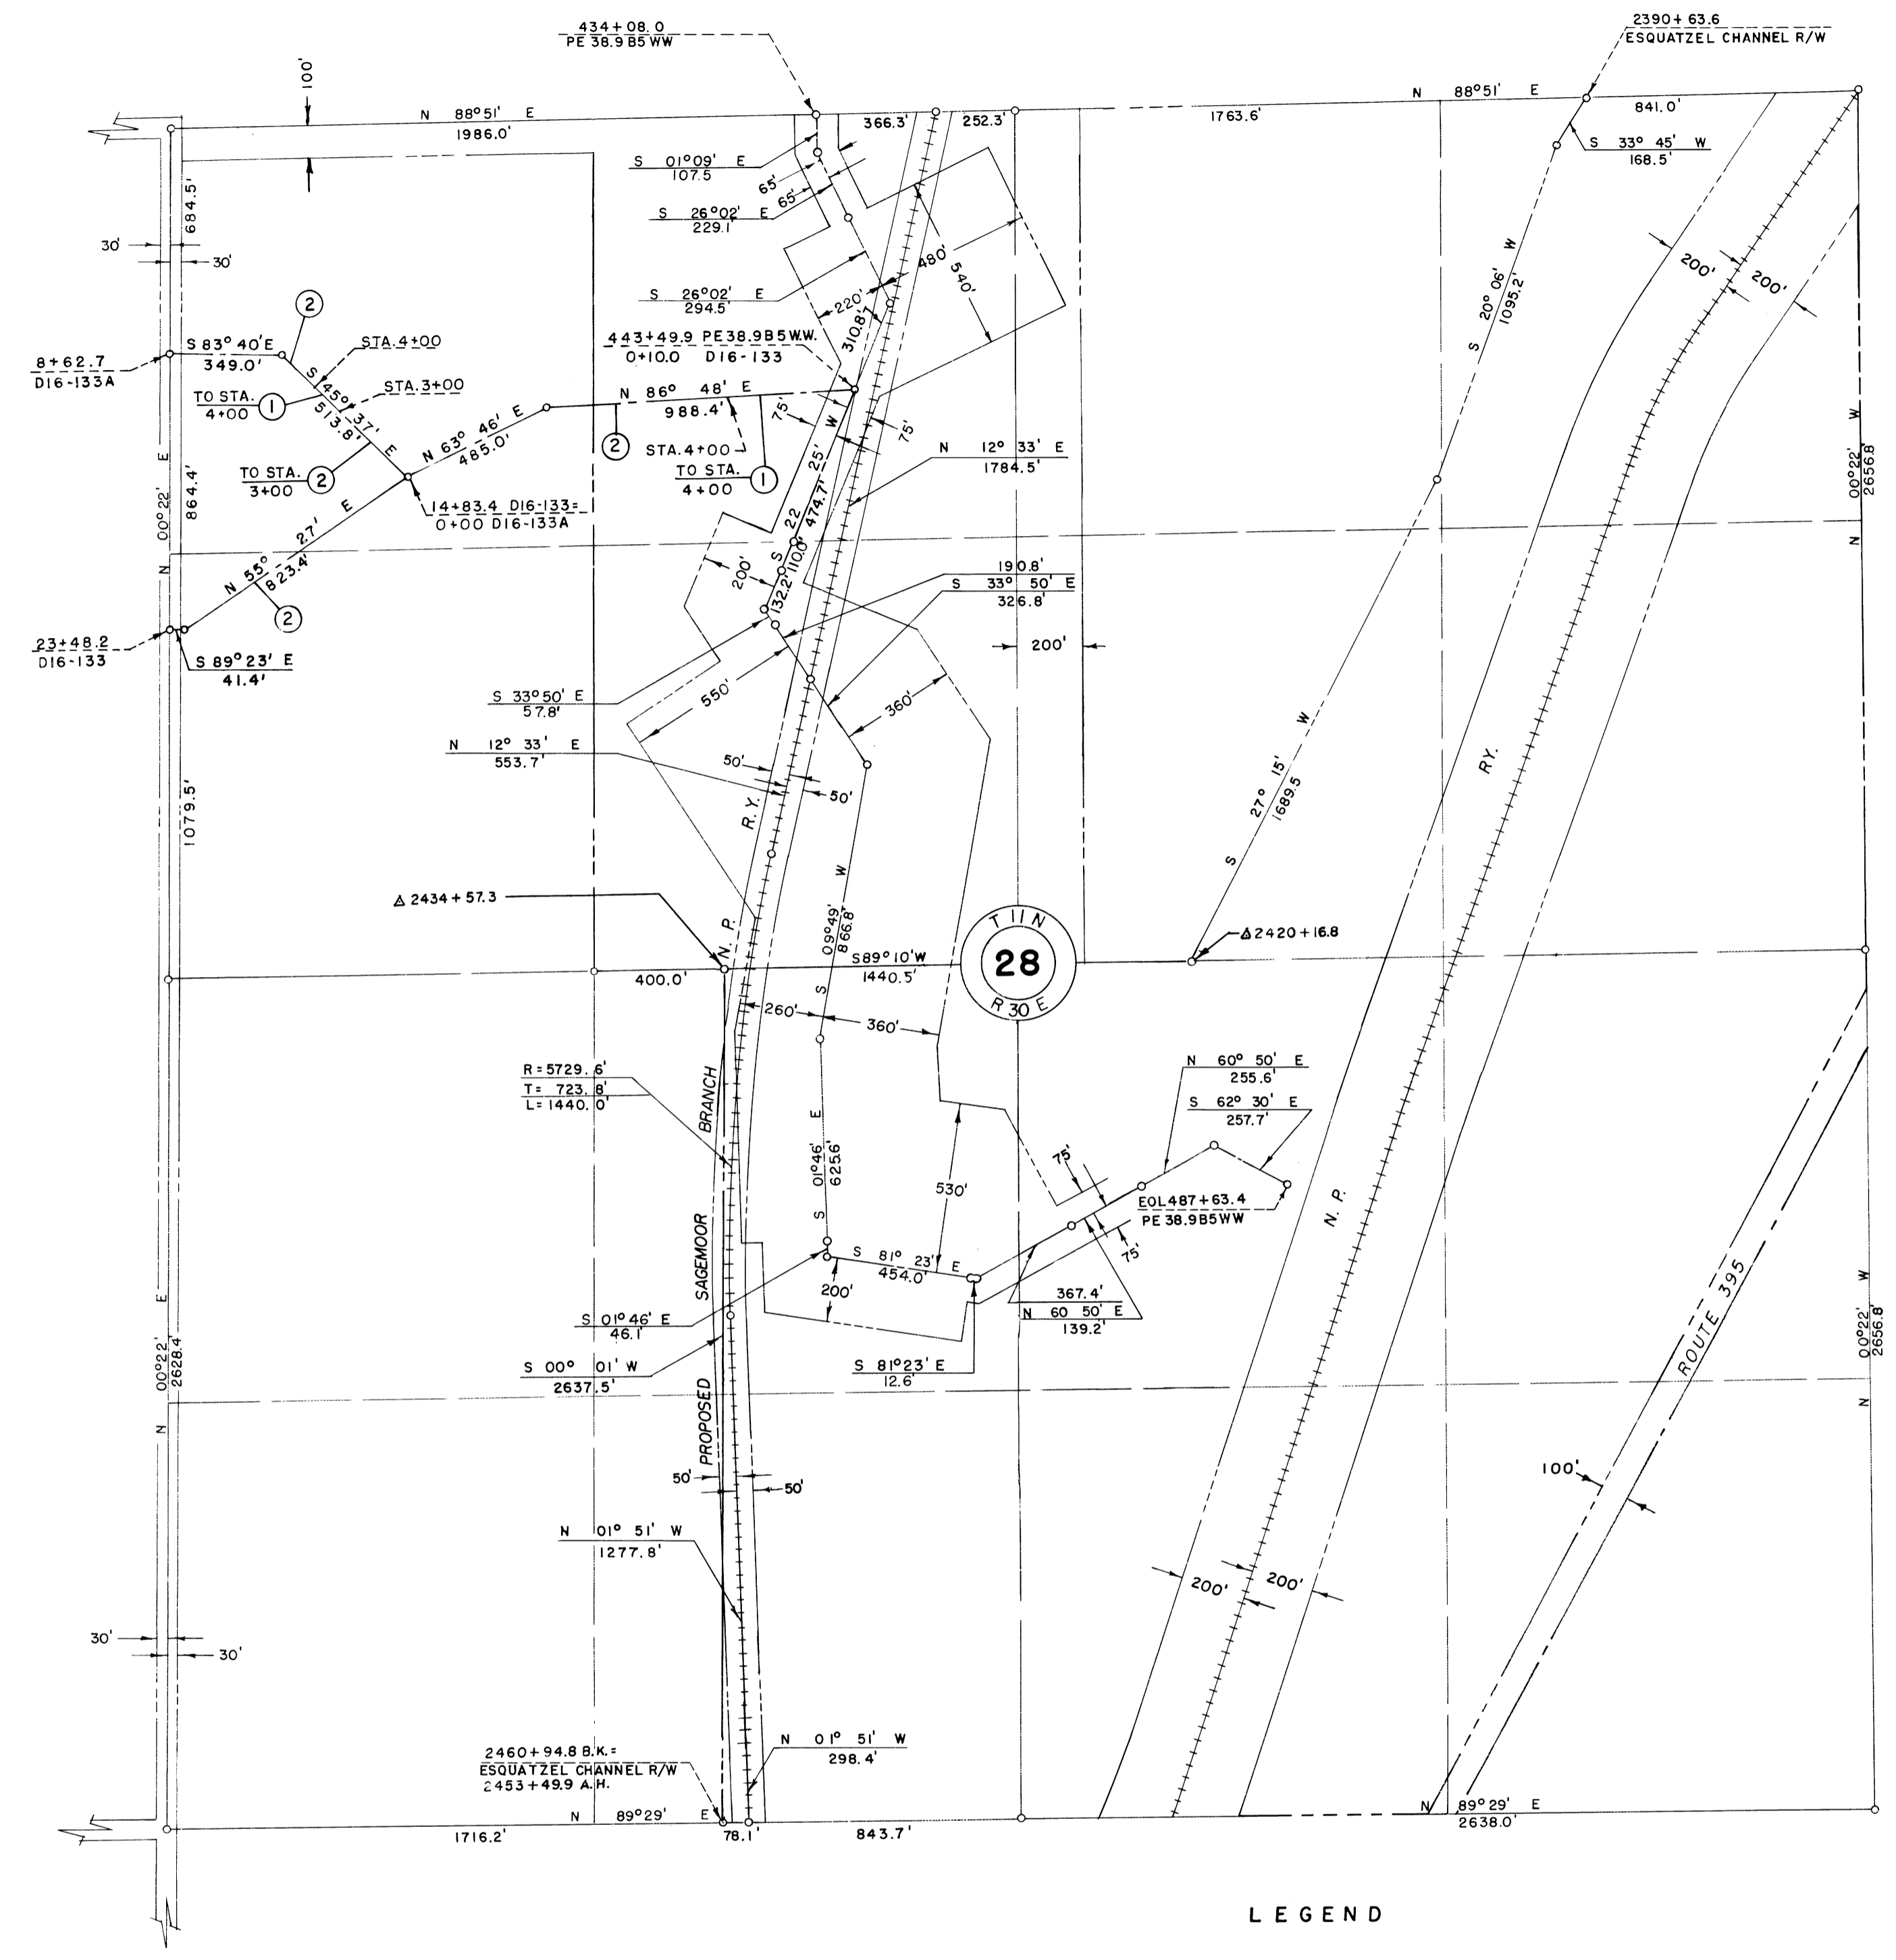 434+08.0
PE 38.9 B5 WW
2390+63.6
ESQUATZEL CHANNEL R/W
100'
N 88°51' E
1986.0'
366.3'
252.3'
1763.6'
N 88°51' E
841.0'
S 33° 45' W
168.5'
S 01°09' E
107.5
65'
65'
S 26°02' E
229.1'
684.5'
30'
30'
480'
540'
S 26°02' E
294.5'
220'
310.8'
200'
200'
S 20° 06' W
1095.2'
2
8+62.7
D16-133A
S 83° 40' E
349.0'
STA.4+00
STA.3+00
TO STA.
4+00
1
S 45° 37' E
513.8'
443+49.9 PE38.9B5W.W.
0+10.0 D16-133
N 86° 48' E
988.4'
75'
75'
N 63° 46' E
485.0'
2
STA.4+00
TO STA.
4+00
1
N 12° 33' E
1784.5'
TO STA.
3+00
2
14+83.4 D16-133=
0+00 D16-133A
N 00°22' E
864.4'
S 22 25' W
474.7'
110.0'
132.2'
N 00°22' W
2656.8'
N 55° 27' E
823.4'
2
200'
190.8'
S 33° 50' E
326.8'
23+48.2
D16-133
S 89°23' E
41.4'
200'
S 33°50' E
57.8'
550'
360'
N 12° 33' E
553.7'
50'
50'
1079.5'
R.Y.
RY.
S 27° 15' W
1689.5
△ 2434+57.3
N. P.
S 09°49' W
866.8'
400.0'
S89°10'W
1440.5'
T 11 N
28
R 30 E
△ 2420+16.8
260'
360'
R=5729.6'
T= 723.8'
L=1440.0'
BRANCH
N 60° 50' E
255.6'
S 62° 30' E
257.7'
S 01°46' E
625.6'
530'
75'
75'
EOL487+63.4
PE 38.9B5WW
N. P.
S 81° 23' E
454.0'
200'
SAGEMOOR
367.4'
N 60 50' E
139.2'
S 01°46' E
46.1'
S 81°23' E
12.6'
S 00° 01' W
2637.5'
N 00°22' E
2628.4'
ROUTE 395
N 00°22' W
2656.8'
PROPOSED
50'
50'
100'
N 01° 51' W
1277.8'
200'
200'
30'
30'
2460+94.8 B.K.=
ESQUATZEL CHANNEL R/W
2453+49.9 A.H.
N 01° 51' W
298.4'
N 89°29' E
1716.2'
78.1'
843.7'
N 89°29' E
2638.0'
LEGEND